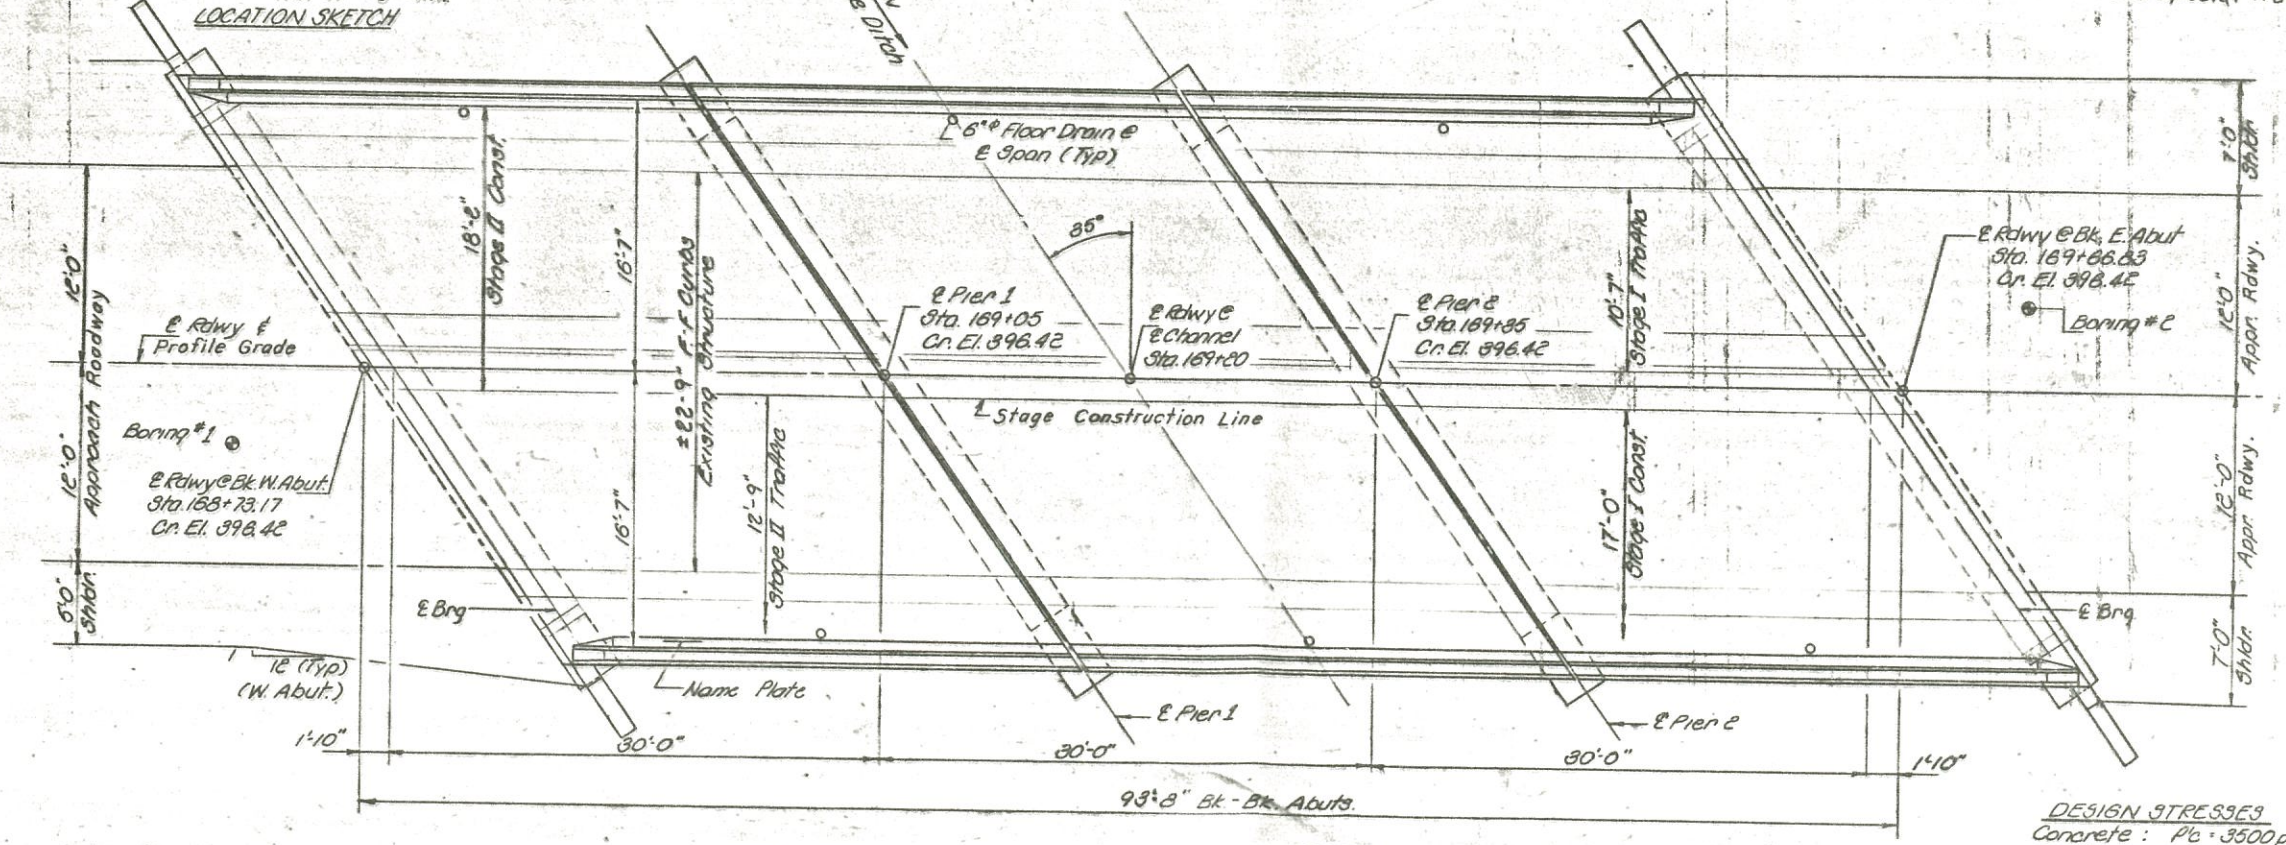 LOCATION SKETCH
Ditch
6"ø Floor Drain @
℄ Span (Typ)
7'-0"
Shldr.
12'-0"
Appr. Rdwy.
12'-0"
Appr. Rdwy.
7'-0"
Shldr.
12'-0"
12'-0"
Approach Roadway
5'-0"
Shldr.
18'-2"
Stage II Const.
16'-7"
16'-7"
±22'-9" F.-F. Curbs
Existing Structure
35°
10'-7"
Stage I Traffic
℄ Rdwy @ Bk. E. Abut
Sta. 169+66.83
Gr. El. 396.42
Boring #2
℄ Rdwy &
Profile Grade
℄ Pier 1
Sta. 169+05
Gr. El. 396.42
℄ Rdwy @
℄ Channel
Sta. 169+20
℄ Pier 2
Sta. 169+35
Gr. El. 396.42
Stage Construction Line
Boring #1
℄ Rdwy @ Bk. W. Abut.
Sta. 168+73.17
Gr. El. 396.42
12'-9"
Stage II Traffic
17'-0"
Stage I Const.
℄ Brg
℄ Brg
1
12 (Typ)
(W. Abut.)
Name Plate
℄ Pier 1
℄ Pier 2
1'-10"
30'-0"
30'-0"
30'-0"
1'-10"
93'-8" Bk.-Bk. Abuts.
DESIGN STRESSES
Concrete : f'c = 3500